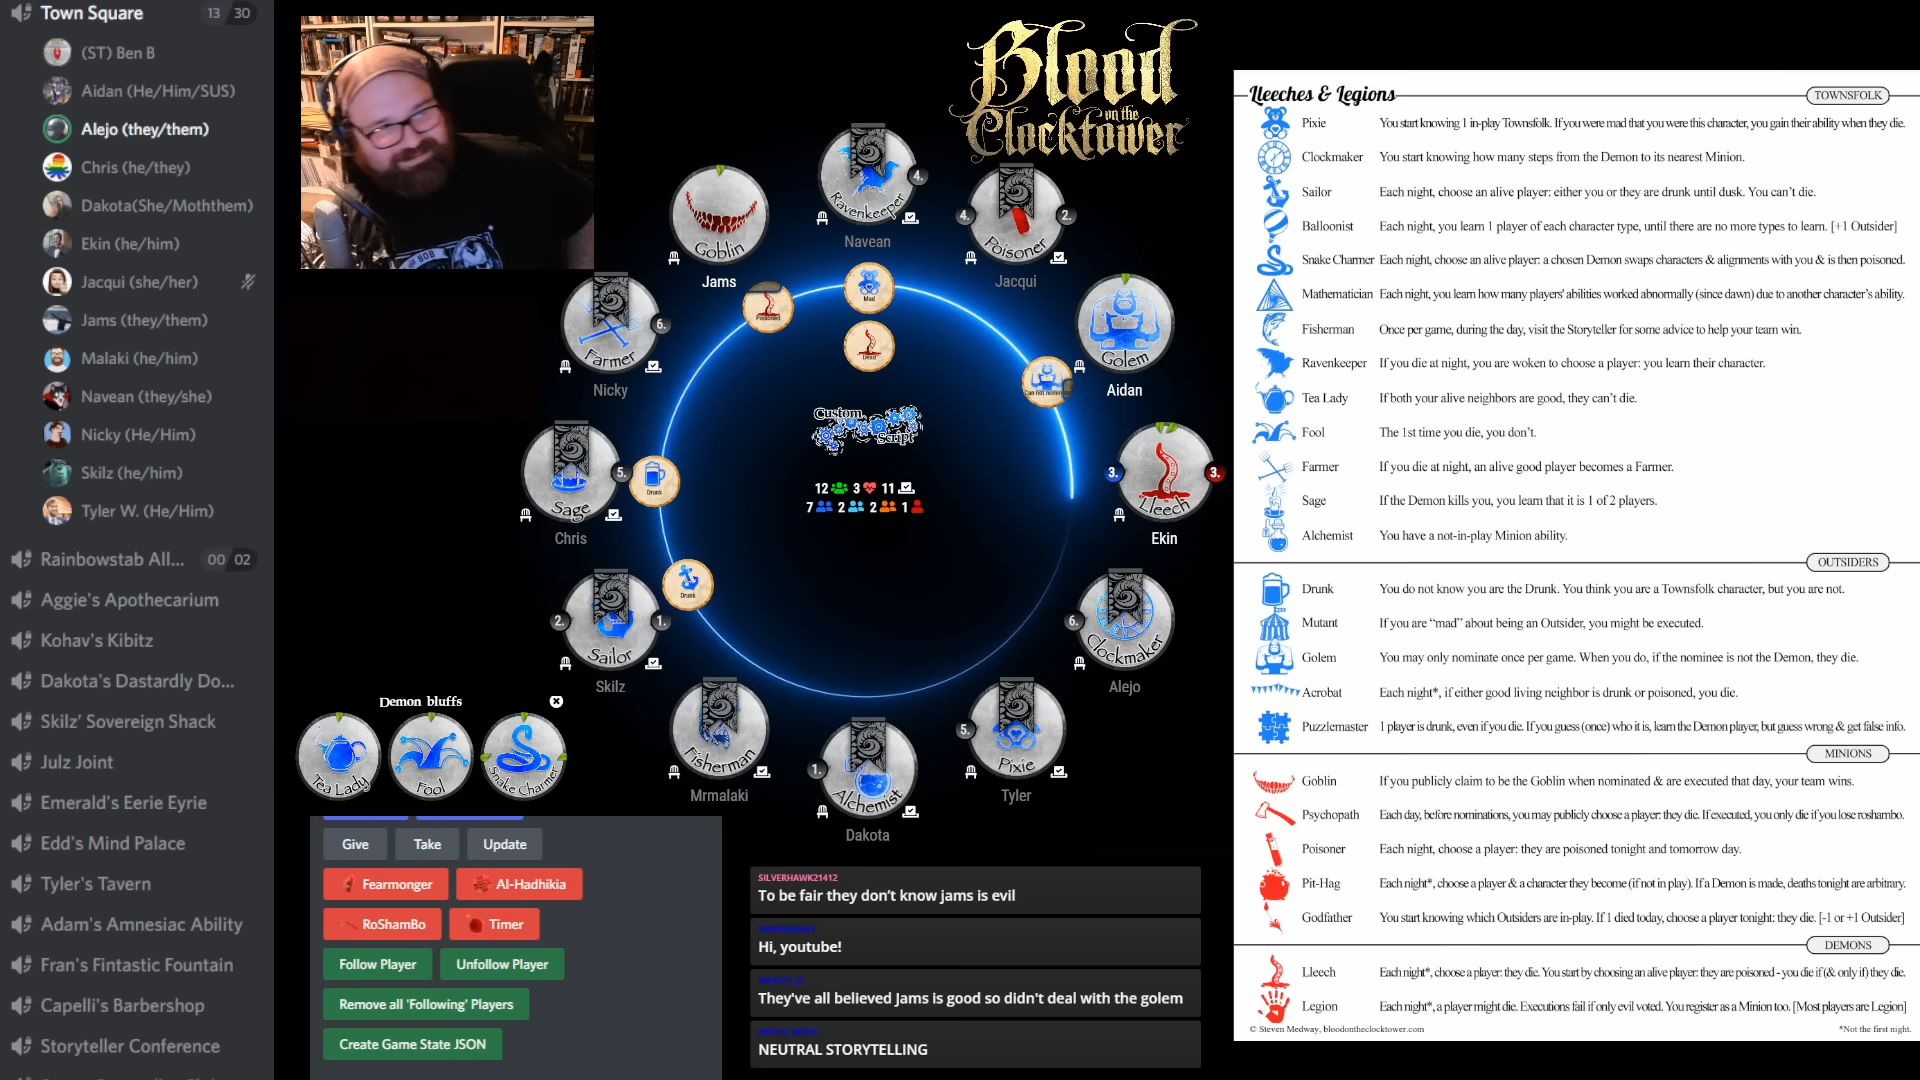 Town Square 13 / 30
(ST) Ben B
Aidan (He/Him/SUS)
Alejo (they/them)
Chris (he/they)
Dakota(She/Moththem)
Ekin (he/him)
Jacqui (she/her)
Jams (they/them)
Malaki (he/him)
Navean (they/she)
Nicky (He/Him)
Skilz (he/him)
Tyler W. (He/Him)
Rainbowstab All... 00 02
Aggie's Apothecarium
Kohav's Kibitz
Dakota's Dastardly Do...
Skilz’ Sovereign Shack
Julz Joint
Emerald's Eerie Eyrie
Edd's Mind Palace
Tyler's Tavern
Adam's Amnesiac Ability
Fran's Fintastic Fountain
Capelli's Barbershop
Storyteller Conference
Blood on the Clocktower
Ravenkeeper
4.
Navean
Goblin
Jams
4.
Poisoner
2.
Jacqui
Farmer
6.
Nicky
Poisoned
Mad
Dead
Golem
Aidan
Can not nominate
Custom Script
Sage
5.
Chris
Drunk
12 3 11
7 2 2 1
3.
Lleech
3.
Ekin
2.
Sailor
1.
Skilz
Drunk
6.
Clockmaker
Alejo
Fisherman
Mrmalaki
1.
Alchemist
Dakota
5.
Pixie
Tyler
Demon bluffs
Tea Lady
Fool
Snake Charmer
Give Take Update
Fearmonger Al-Hadhikia
RoShamBo Timer
Follow Player Unfollow Player
Remove all 'Following' Players
Create Game State JSON
SILVERHAWK21412
To be fair they don’t know jams is evil
Hi, youtube!
They've all believed Jams is good so didn't deal with the golem
NEUTRAL STORYTELLING
Lleeches & Legions
TOWNSFOLK
Pixie You start knowing 1 in-play Townsfolk. If you were mad that you were this character, you gain their ability when they die.
Clockmaker You start knowing how many steps from the Demon to its nearest Minion.
Sailor Each night, choose an alive player: either you or they are drunk until dusk. You can't die.
Balloonist Each night, you learn 1 player of each character type, until there are no more types to learn. [+1 Outsider]
Snake Charmer Each night, choose an alive player: a chosen Demon swaps characters & alignments with you & is then poisoned.
Mathematician Each night, you learn how many players' abilities worked abnormally (since dawn) due to another character's ability.
Fisherman Once per game, during the day, visit the Storyteller for some advice to help your team win.
Ravenkeeper If you die at night, you are woken to choose a player: you learn their character.
Tea Lady If both your alive neighbors are good, they can't die.
Fool The 1st time you die, you don't.
Farmer If you die at night, an alive good player becomes a Farmer.
Sage If the Demon kills you, you learn that it is 1 of 2 players.
Alchemist You have a not-in-play Minion ability.
OUTSIDERS
Drunk You do not know you are the Drunk. You think you are a Townsfolk character, but you are not.
Mutant If you are “mad” about being an Outsider, you might be executed.
Golem You may only nominate once per game. When you do, if the nominee is not the Demon, they die.
Acrobat Each night*, if either good living neighbor is drunk or poisoned, you die.
Puzzlemaster 1 player is drunk, even if you die. If you guess (once) who it is, learn the Demon player, but guess wrong & get false info.
MINIONS
Goblin If you publicly claim to be the Goblin when nominated & are executed that day, your team wins.
Psychopath Each day, before nominations, you may publicly choose a player: they die. If executed, you only die if you lose roshambo.
Poisoner Each night, choose a player: they are poisoned tonight and tomorrow day.
Pit-Hag Each night*, choose a player & a character they become (if not in play). If a Demon is made, deaths tonight are arbitrary.
Godfather You start knowing which Outsiders are in-play. If 1 died today, choose a player tonight: they die. [-1 or +1 Outsider]
DEMONS
Lleech Each night*, choose a player: they die. You start by choosing an alive player: they are poisoned - you die if (& only if) they die.
Legion Each night*, a player might die. Executions fail if only evil voted. You register as a Minion too. [Most players are Legion]
© Steven Medway, bloodontheclocktower.com *Not the first night.